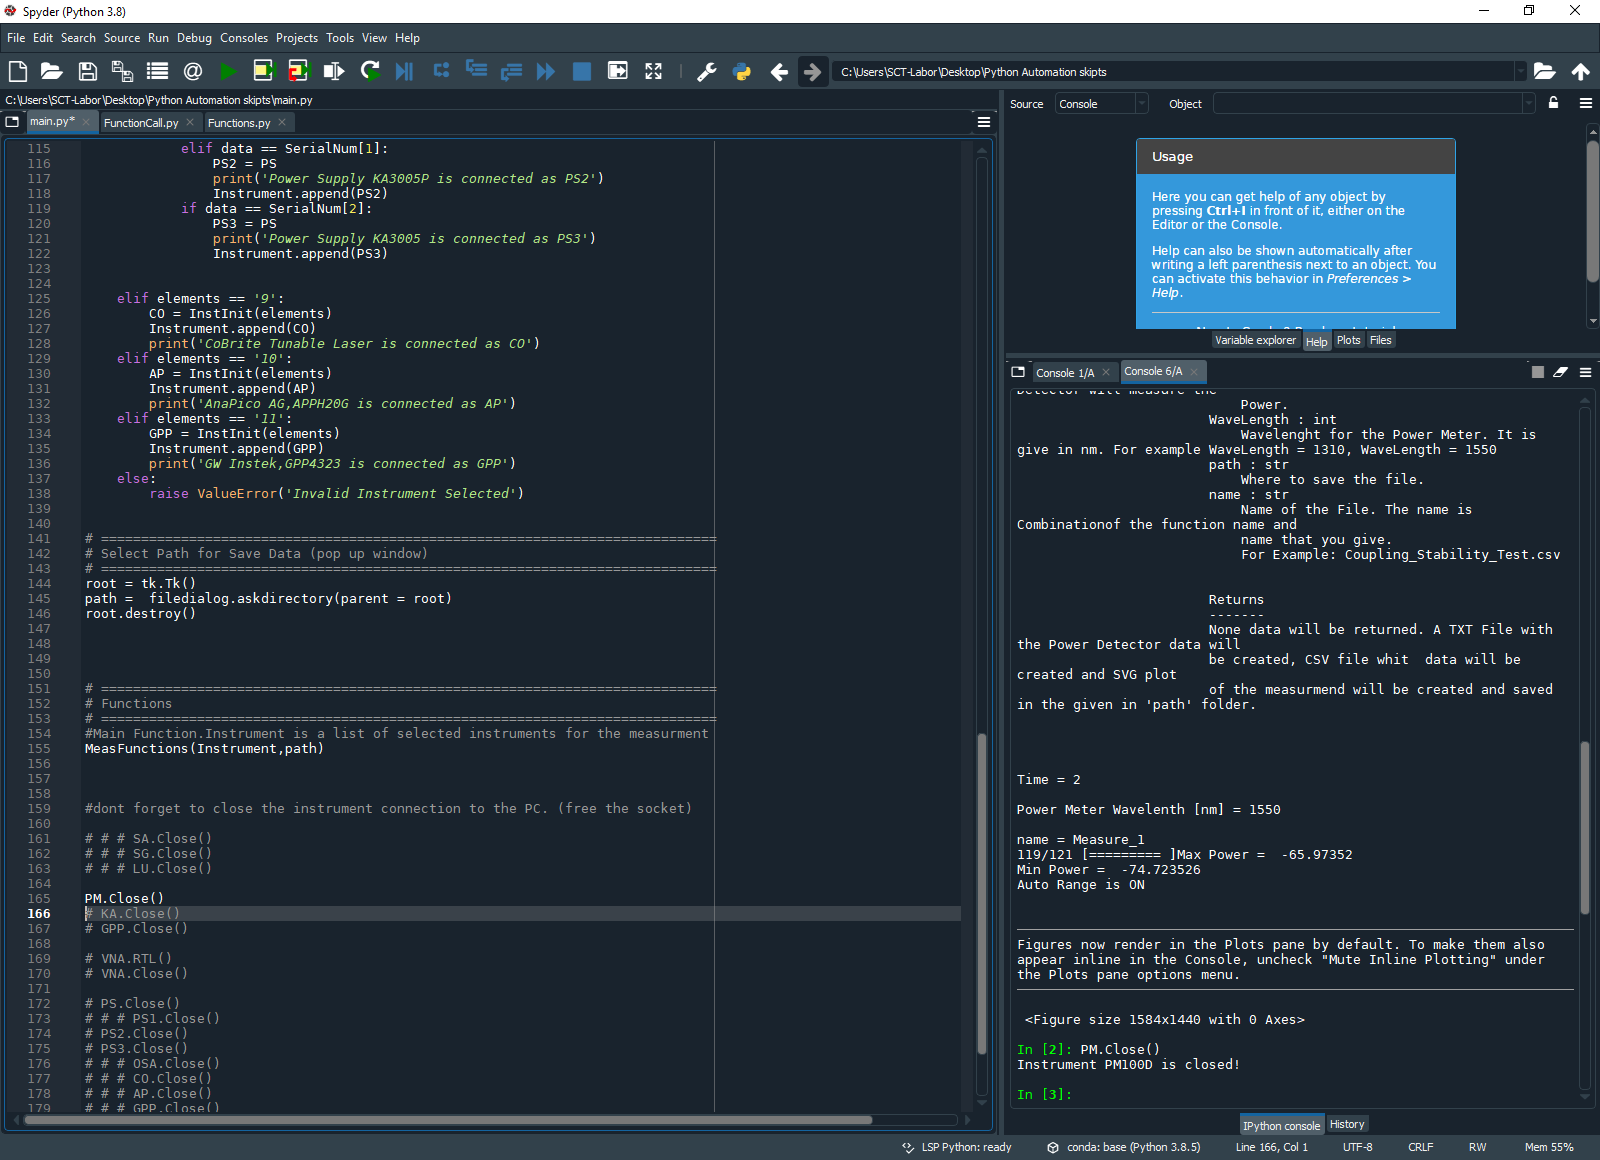 Spyder (Python 3.8)
File Edit Search Source Run Debug Consoles Projects Tools View Help
C:\Users\SCT-Labor\Desktop\Python Automation skipts
C:\Users\SCT-Labor\Desktop\Python Automation skipts\main.py
main.py* FunctionCall.py Functions.py
115 elif data == SerialNum[1]:
116 PS2 = PS
117 print('Power Supply KA3005P is connected as PS2')
118 Instrument.append(PS2)
119 if data == SerialNum[2]:
120 PS3 = PS
121 print('Power Supply KA3005 is connected as PS3')
122 Instrument.append(PS3)
123
124
125 elif elements == '9':
126 CO = InstInit(elements)
127 Instrument.append(CO)
128 print('CoBrite Tunable Laser is connected as CO')
129 elif elements == '10':
130 AP = InstInit(elements)
131 Instrument.append(AP)
132 print('AnaPico AG,APPH20G is connected as AP')
133 elif elements == '11':
134 GPP = InstInit(elements)
135 Instrument.append(GPP)
136 print('GW Instek,GPP4323 is connected as GPP')
137 else:
138 raise ValueError('Invalid Instrument Selected')
139
140
141 # =============================================================================
142 # Select Path for Save Data (pop up window)
143 # =============================================================================
144 root = tk.Tk()
145 path =  filedialog.askdirectory(parent = root)
146 root.destroy()
147
148
149
150
151 # =============================================================================
152 # Functions
153 # =============================================================================
154 #Main Function.Instrument is a list of selected instruments for the measurment
155 MeasFunctions(Instrument,path)
156
157
158
159 #dont forget to close the instrument connection to the PC. (free the socket)
160
161 # # # SA.Close()
162 # # # SG.Close()
163 # # # LU.Close()
164
165 PM.Close()
166 # KA.Close()
167 # GPP.Close()
168
169 # VNA.RTL()
170 # VNA.Close()
171
172 # PS.Close()
173 # # # PS1.Close()
174 # PS2.Close()
175 # PS3.Close()
176 # # # OSA.Close()
177 # # # CO.Close()
178 # # # AP.Close()
179 # # # GPP.Close()
Source Console Object
Usage
Here you can get help of any object by
pressing Ctrl+I in front of it, either on the
Editor or the Console.
Help can also be shown automatically after
writing a left parenthesis next to an object. You
can activate this behavior in Preferences >
Help.
Variable explorer Help Plots Files
Console 1/A Console 6/A
Detector will measure the
Power.
WaveLength : int
Wavelenght for the Power Meter. It is
give in nm. For example WaveLength = 1310, WaveLength = 1550
path : str
Where to save the file.
name : str
Name of the File. The name is
Combinationof the function name and
name that you give.
For Example: Coupling_Stability_Test.csv
Returns
-------
None data will be returned. A TXT File with
the Power Detector data will
be created, CSV file whit  data will be
created and SVG plot
of the measurmend will be created and saved
in the given in 'path' folder.
Time = 2
Power Meter Wavelenth [nm] = 1550
name = Measure_1
119/121 [========= ]Max Power =  -65.97352
Min Power =  -74.723526
Auto Range is ON
Figures now render in the Plots pane by default. To make them also
appear inline in the Console, uncheck "Mute Inline Plotting" under
the Plots pane options menu.
<Figure size 1584x1440 with 0 Axes>
In [2]: PM.Close()
Instrument PM100D is closed!
In [3]:
IPython console History
LSP Python: ready conda: base (Python 3.8.5) Line 166, Col 1 UTF-8 CRLF RW Mem 55%